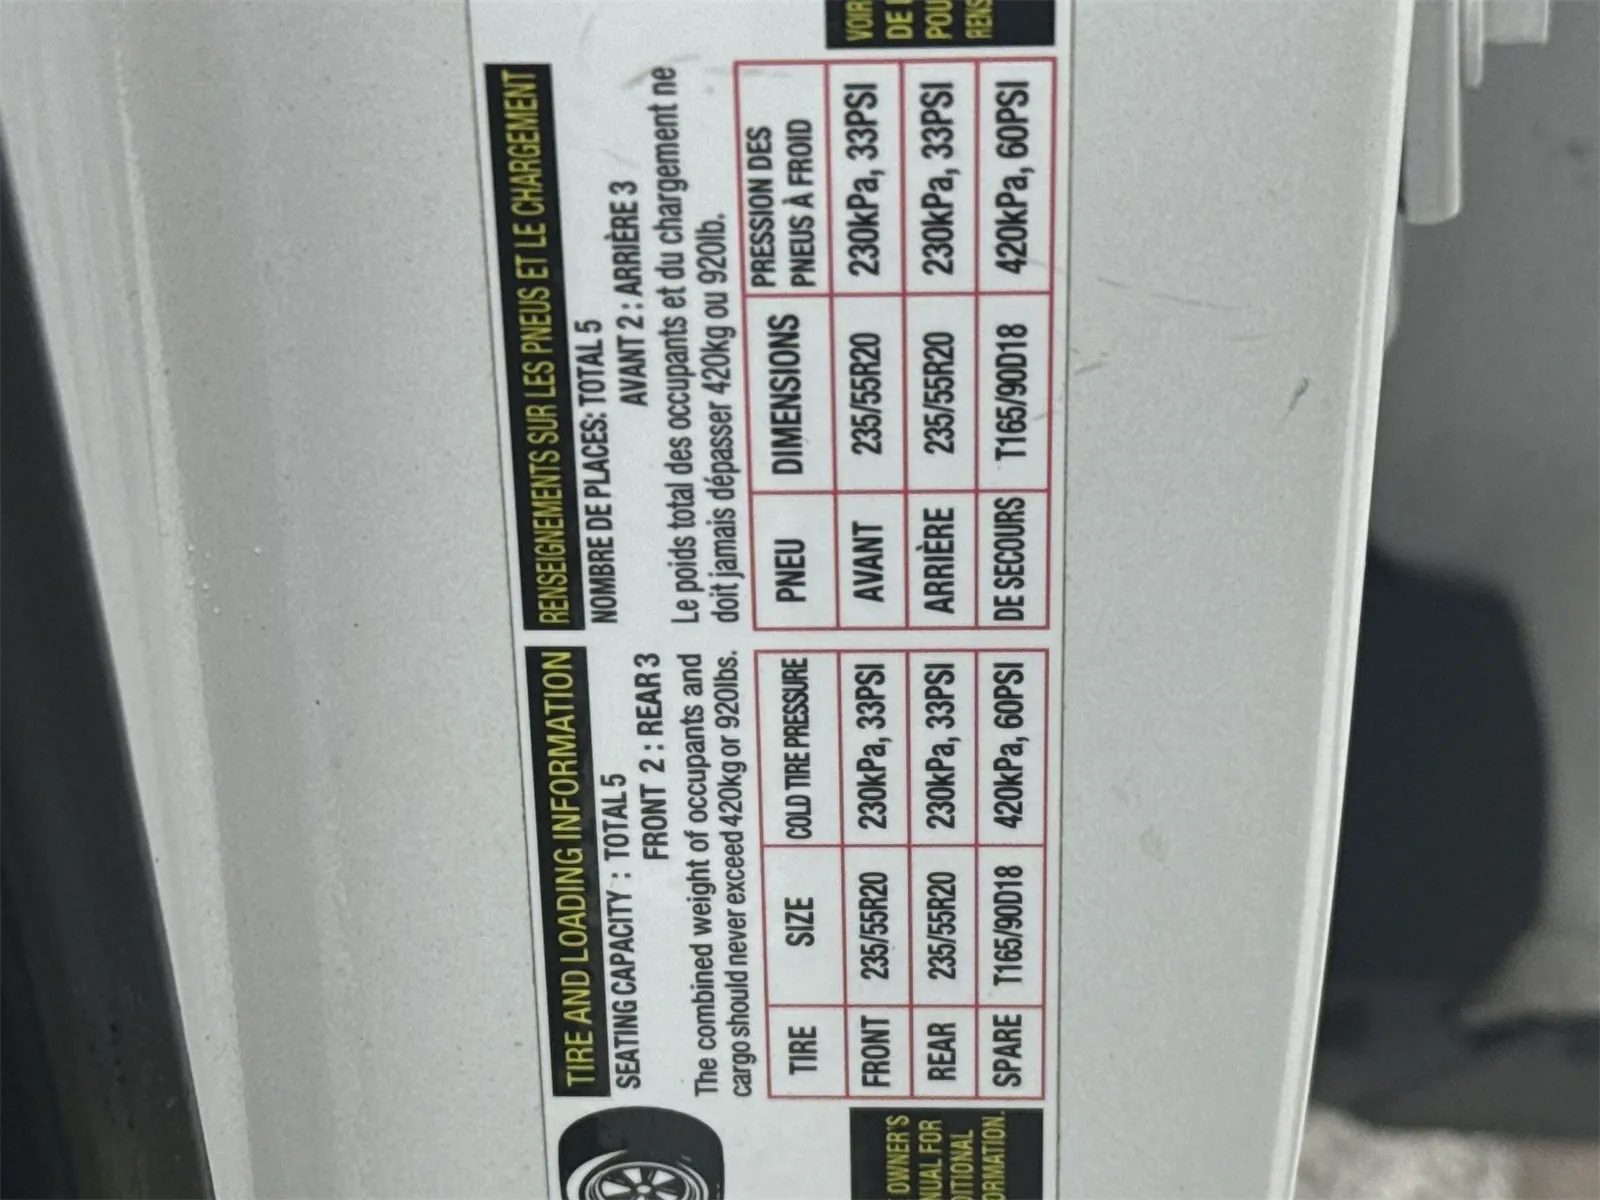 TIRE AND LOADING INFORMATION
SEATING CAPACITY : TOTAL 5
FRONT 2 : REAR 3
The combined weight of occupants and
cargo should never exceed 420kg or 920lbs.
TIRE SIZE COLD TIRE PRESSURE
FRONT 235/55R20 230kPa, 33PSI
REAR 235/55R20 230kPa, 33PSI
SPARE T165/90D18 420kPa, 60PSI
OWNER'S
FOR
RENSEIGNEMENTS SUR LES PNEUS ET LE CHARGEMENT
NOMBRE DE PLACES: TOTAL 5
AVANT 2 : ARRIÈRE 3
Le poids total des occupants et du chargement ne
doit jamais dépasser 420kg ou 920lb.
PNEU DIMENSIONS PRESSION DES
PNEUS À FROID
AVANT 235/55R20 230kPa, 33PSI
ARRIÈRE 235/55R20 230kPa, 33PSI
DE SECOURS T165/90D18 420kPa, 60PSI
VOIR
DE